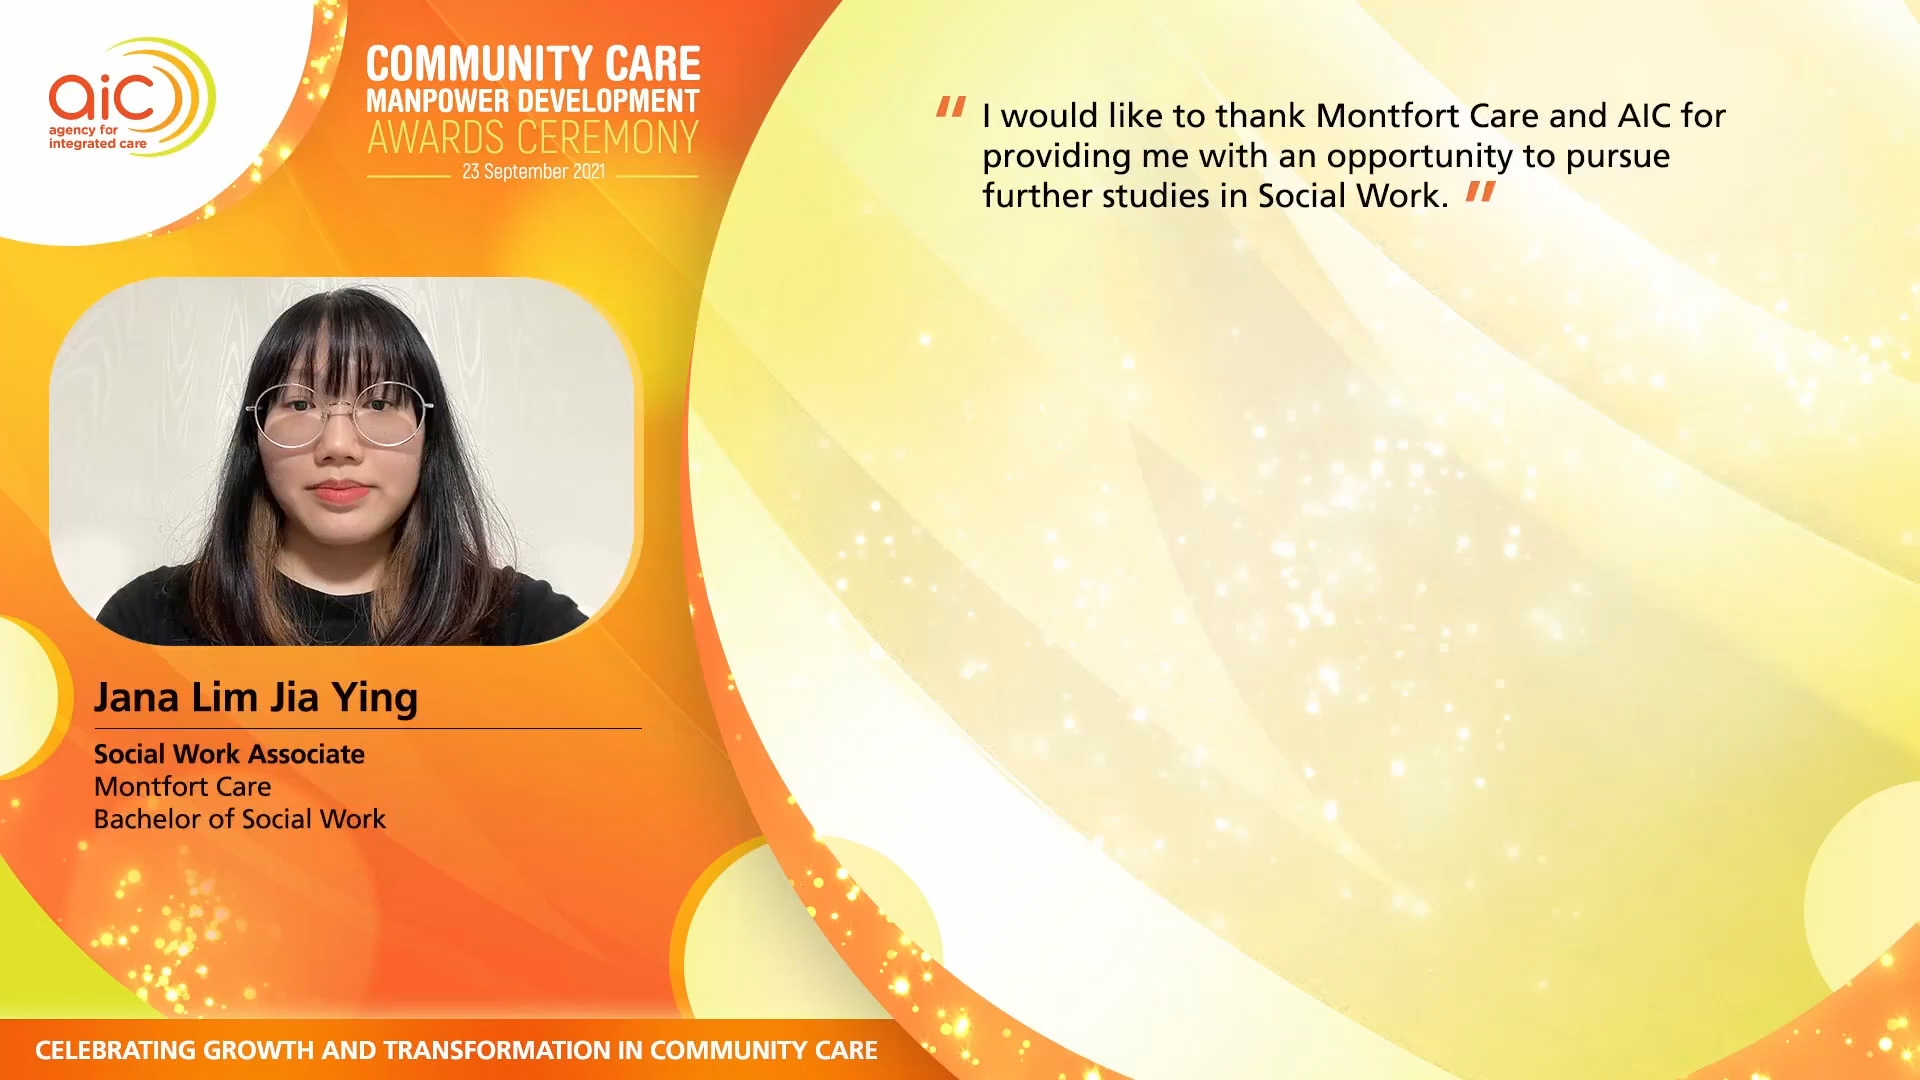 aic
agency for
integrated care
COMMUNITY CARE
MANPOWER DEVELOPMENT
AWARDS CEREMONY
23 September 2021
" I would like to thank Montfort Care and AIC for
providing me with an opportunity to pursue
further studies in Social Work. "
Jana Lim Jia Ying
Social Work Associate
Montfort Care
Bachelor of Social Work
CELEBRATING GROWTH AND TRANSFORMATION IN COMMUNITY CARE